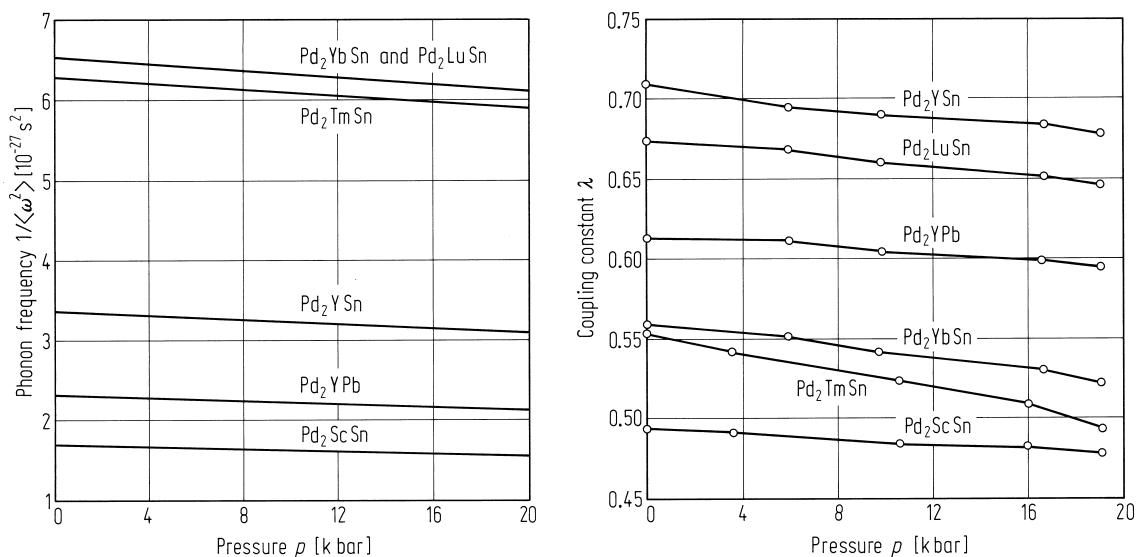 7
6
5
4
3
2
1
Phonon frequency 1/⟨ω²⟩ [10⁻²⁷ s²]
Pd₂YbSn and Pd₂LuSn
Pd₂TmSn
Pd₂YSn
Pd₂YPb
Pd₂ScSn
0 4 8 12 16 20
Pressure p [kbar]
0.75
0.70
0.65
0.60
0.55
0.50
0.45
Coupling constant λ
Pd₂YSn
Pd₂LuSn
Pd₂YPb
Pd₂YbSn
Pd₂TmSn
Pd₂ScSn
0 4 8 12 16 20
Pressure p [kbar]